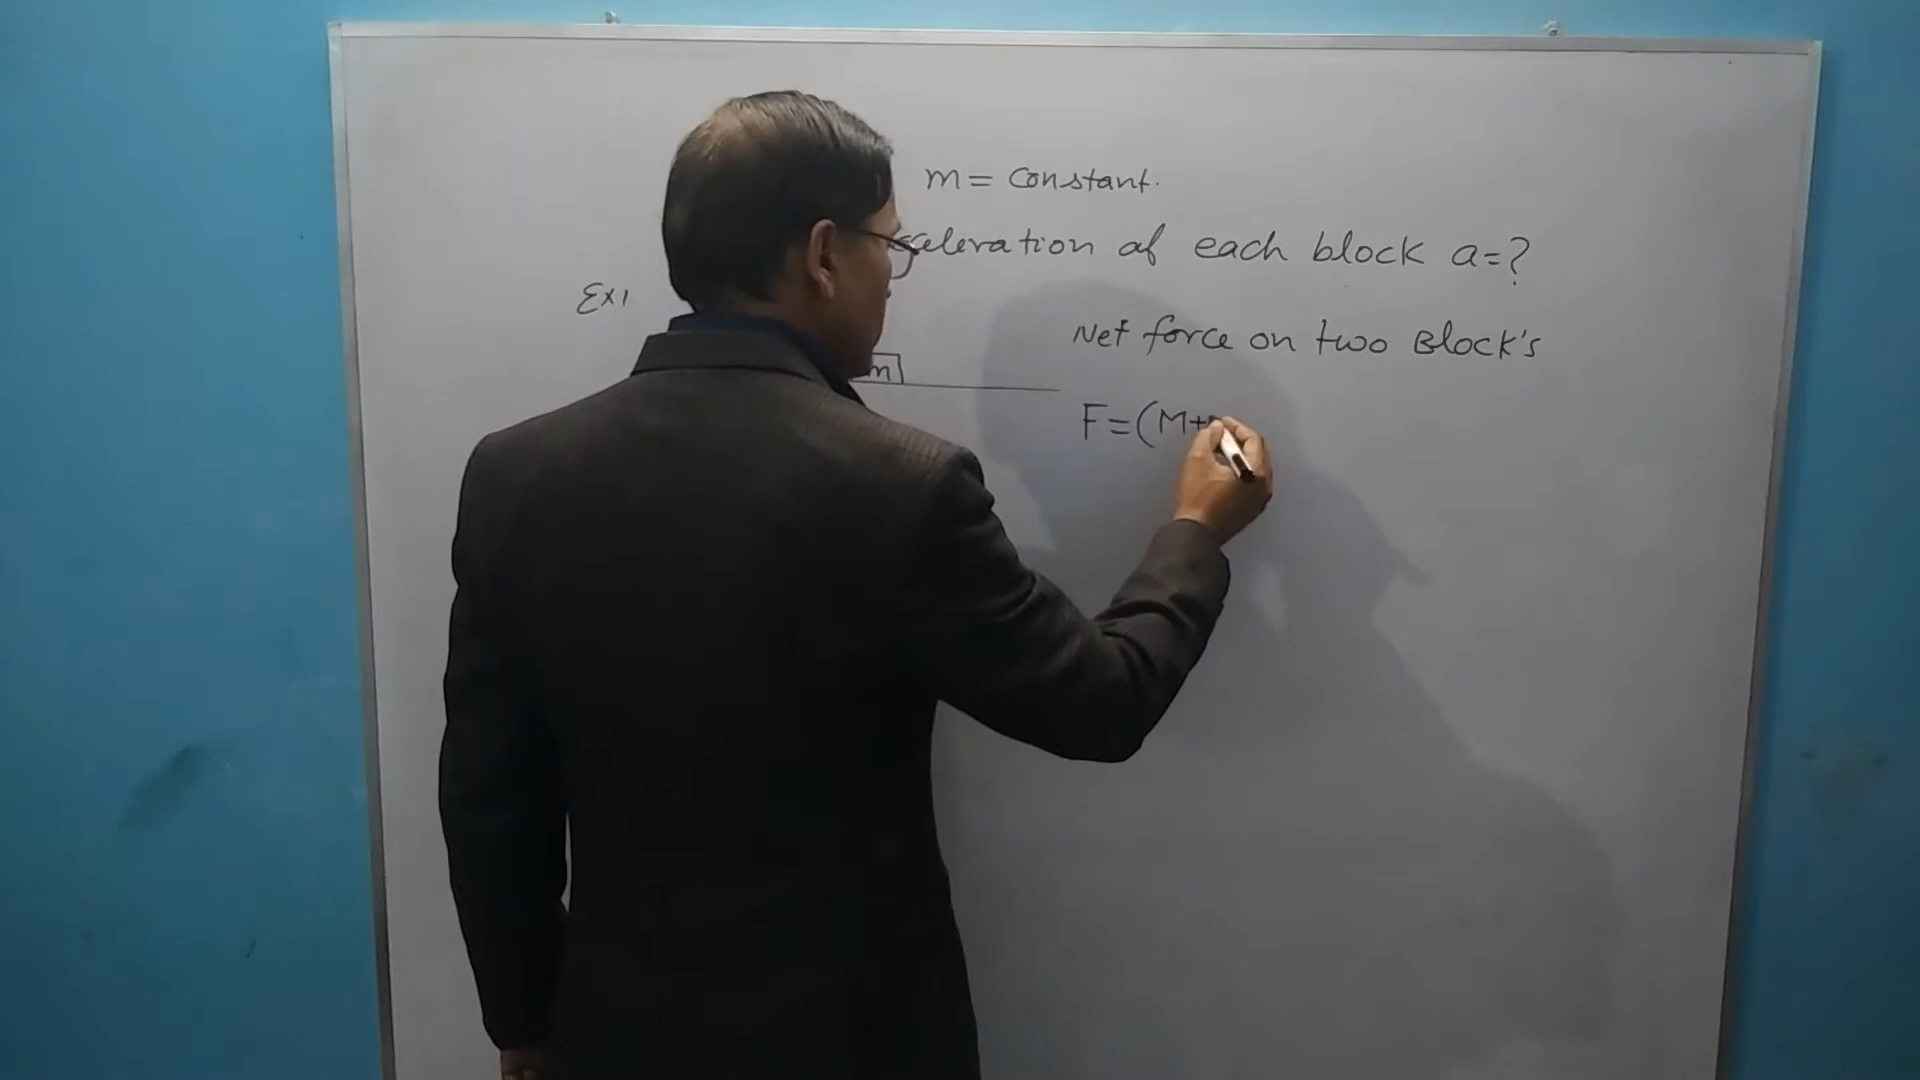 m = Constant.
celeration of each block a=?
Ex1
Net force on two Block's
m
F=(M+